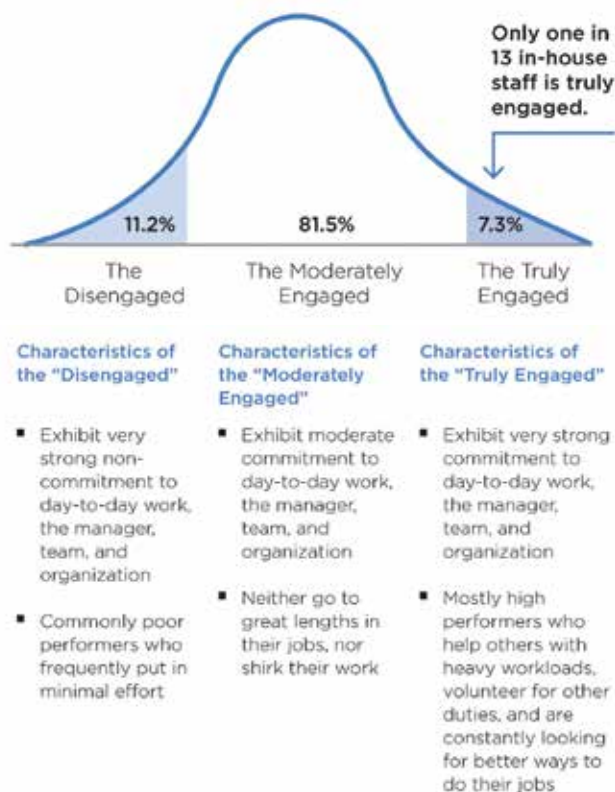 Only one in
13 in-house
staff is truly
engaged.
11.2%
81.5%
7.3%
The
Disengaged
The Moderately
Engaged
The Truly
Engaged
Characteristics of
the "Disengaged"
■ Exhibit very
strong non-
commitment to
day-to-day work,
the manager,
team, and
organization
■ Commonly poor
performers who
frequently put in
minimal effort
Characteristics of
the "Moderately
Engaged"
■ Exhibit moderate
commitment to
day-to-day work,
the manager,
team, and
organization
■ Neither go to
great lengths in
their jobs, nor
shirk their work
Characteristics of
the "Truly Engaged"
■ Exhibit very strong
commitment to
day-to-day work,
the manager,
team, and
organization
■ Mostly high
performers who
help others with
heavy workloads,
volunteer for other
duties, and are
constantly looking
for better ways to
do their jobs